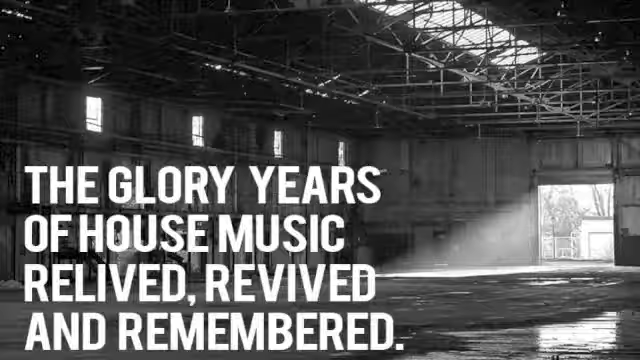 THE GLORY YEARS
OF HOUSE MUSIC
RELIVED, REVIVED
AND REMEMBERED.